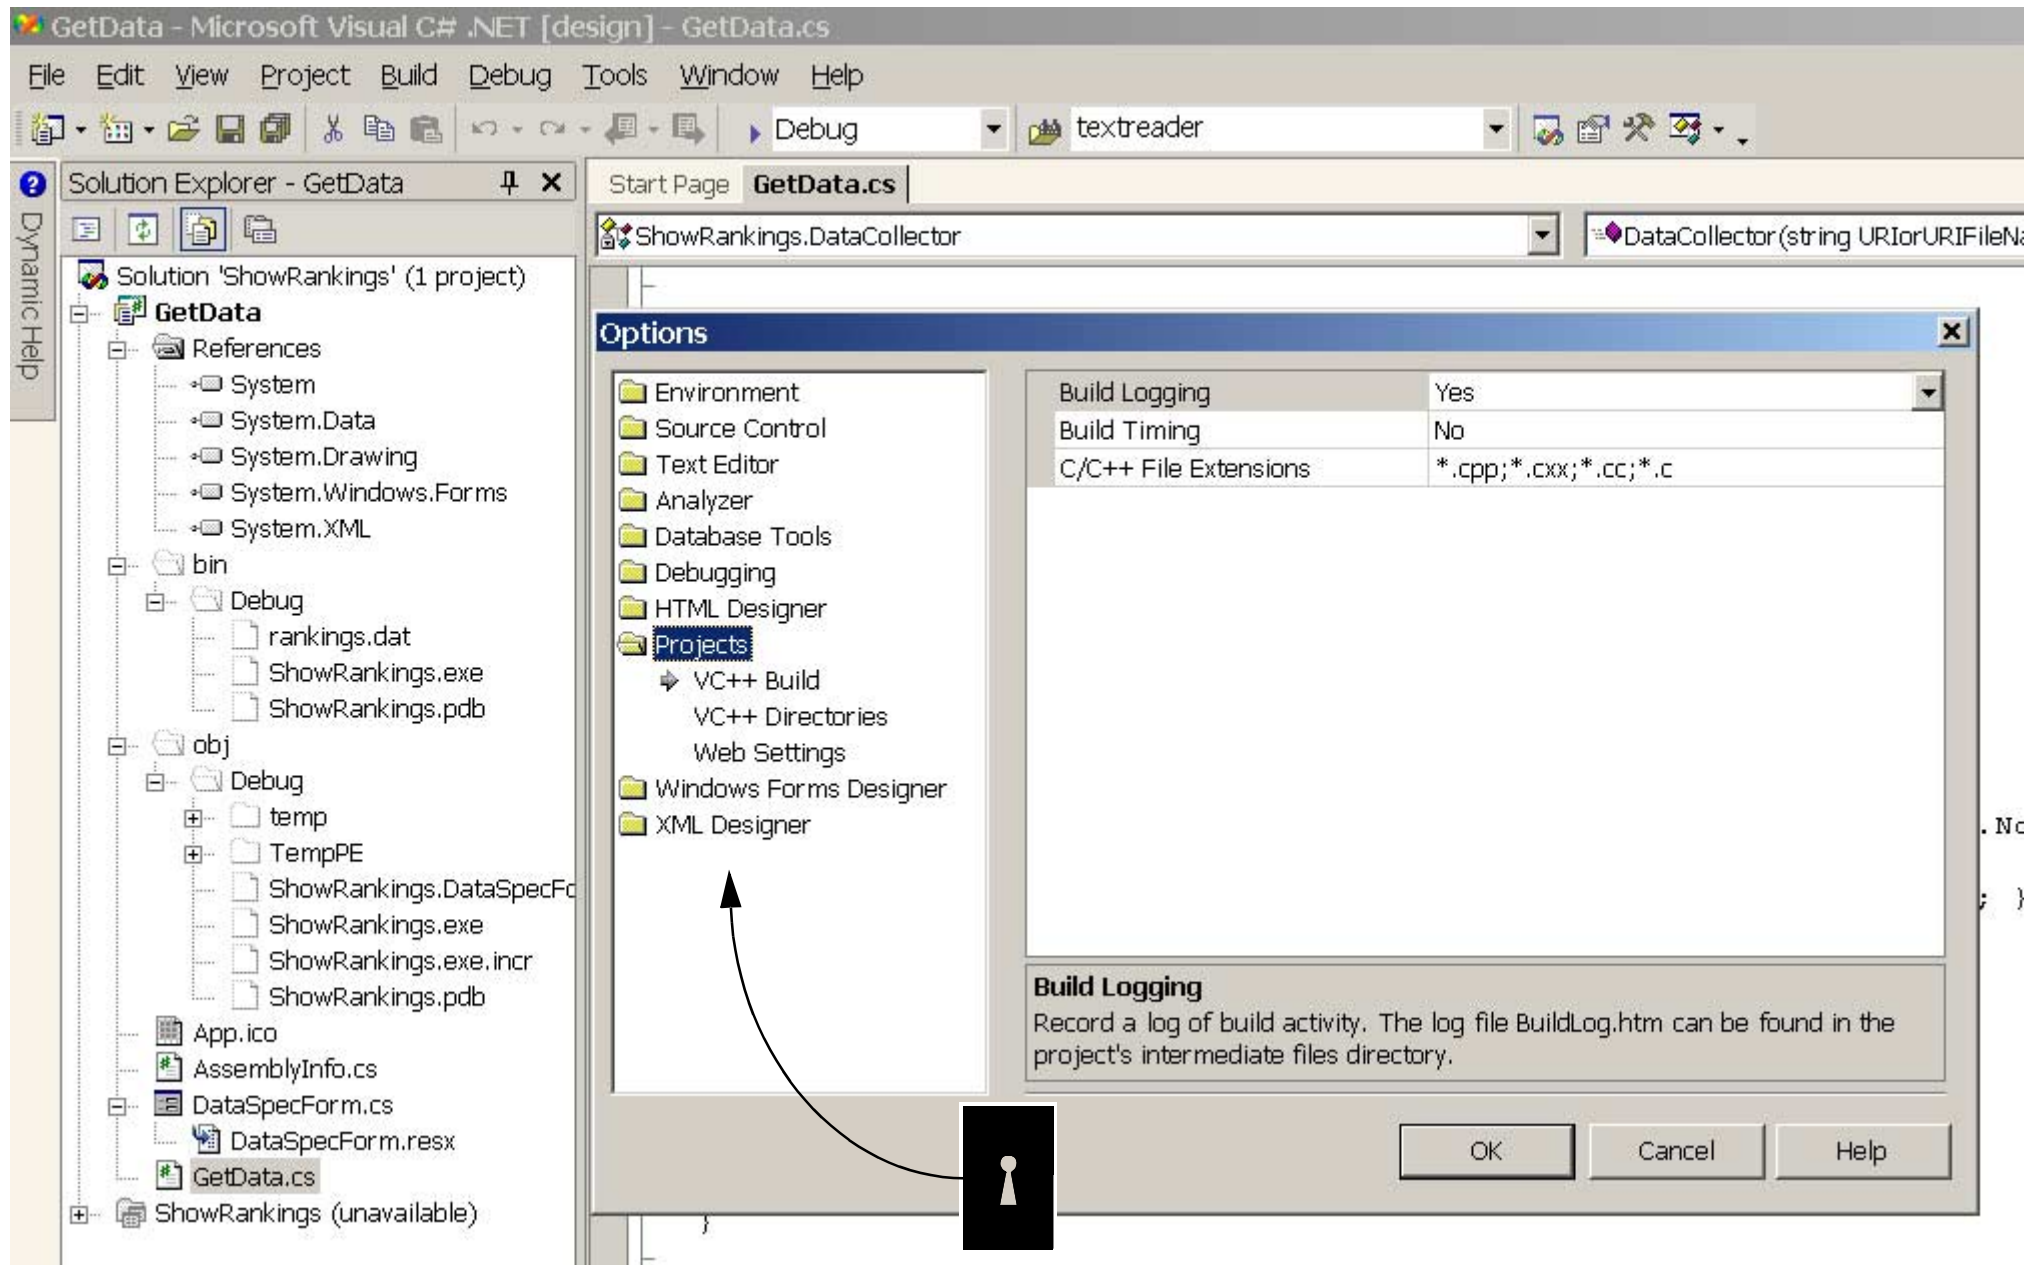 GetData - Microsoft Visual C# .NET [design] - GetData.cs
File Edit View Project Build Debug Tools Window Help
Debug textreader
Dynamic Help
Solution Explorer - GetData
Solution 'ShowRankings' (1 project)
GetData
References
System
System.Data
System.Drawing
System.Windows.Forms
System.XML
bin
Debug
rankings.dat
ShowRankings.exe
ShowRankings.pdb
obj
Debug
temp
TempPE
ShowRankings.DataSpecFo
ShowRankings.exe
ShowRankings.exe.incr
ShowRankings.pdb
App.ico
AssemblyInfo.cs
DataSpecForm.cs
DataSpecForm.resx
GetData.cs
ShowRankings (unavailable)
Start Page GetData.cs
ShowRankings.DataCollector DataCollector(string URIorURIFileNa
Options
Environment
Source Control
Text Editor
Analyzer
Database Tools
Debugging
HTML Designer
Projects
VC++ Build
VC++ Directories
Web Settings
Windows Forms Designer
XML Designer
Build Logging Yes
Build Timing No
C/C++ File Extensions *.cpp;*.cxx;*.cc;*.c
Build Logging
Record a log of build activity. The log file BuildLog.htm can be found in the
project's intermediate files directory.
OK Cancel Help
.No
; }
}